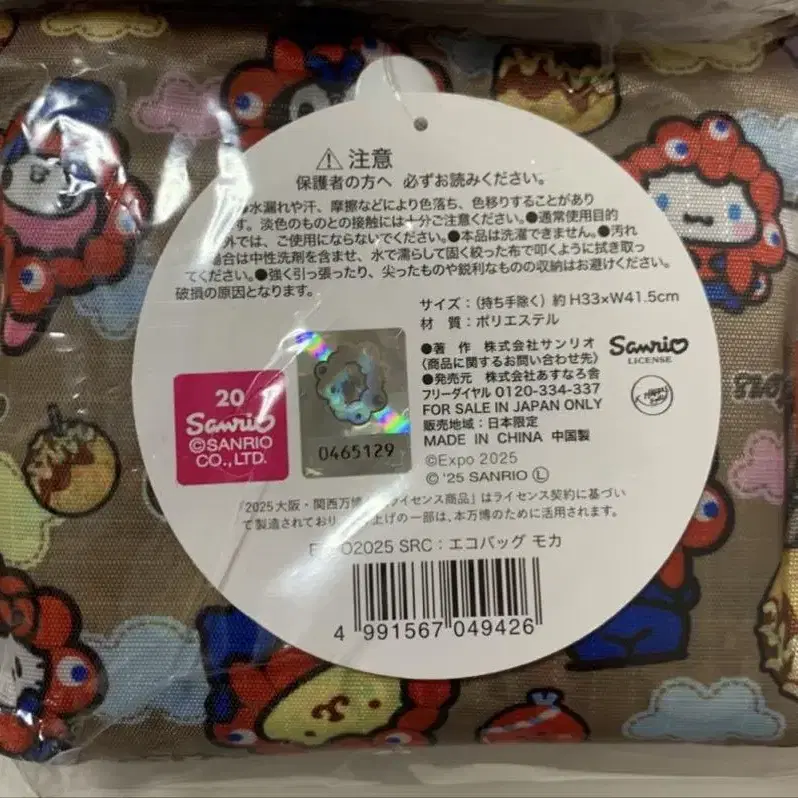 ⚠ 注意
保護者の方へ 必ずお読みください。
●水漏れや汗、摩擦などにより色落ち、色移りすることがあり
す。淡色のものとの接触には十分ご注意ください。●通常使用目的
外では、ご使用にならないでください。●本品は洗濯できません。●汚れ
場合は中性洗剤を含ませ、水で濡らして固く絞った布で叩くように拭き取っ
てください。●強く引っ張ったり、尖ったものや鋭利なものの収納はお避けください。
破損の原因となります。
サイズ：（持ち手除く）約 H33×W41.5cm
材 質：ポリエステル
●著 作 株式会社サンリオ
（商品に関するお問い合わせ先）
●発売元 株式会社あすなろ舎
フリーダイヤル 0120-334-337
FOR SALE IN JAPAN ONLY
販売地域：日本限定
MADE IN CHINA 中国製
©Expo 2025
© '25 SANRIO Ⓛ
Sanrio
LICENSE
20
Sanrio
©SANRIO
CO., LTD.
0465129
「2025大阪・関西万博 ライセンス商品」はライセンス契約に基づい
て製造されており 上げの一部は、本万博のために活用されます。
2025 SRC：エコバッグ モカ
4 991567 049426